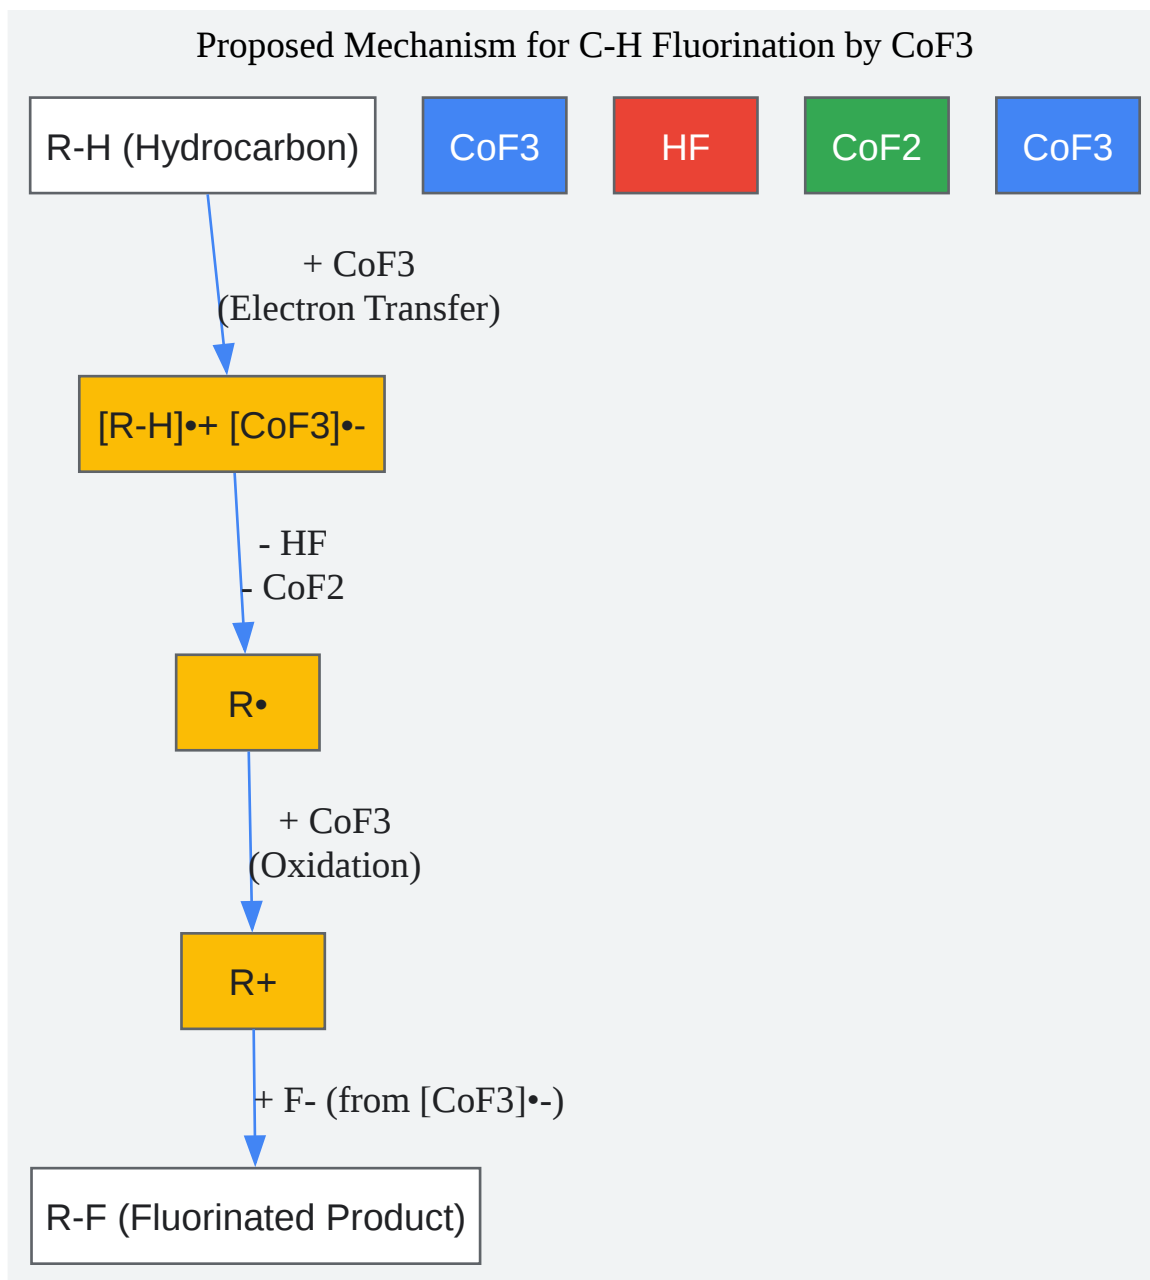 Proposed Mechanism for C-H Fluorination by CoF3
R-H (Hydrocarbon)
CoF3
HF
CoF2
CoF3
+ CoF3
(Electron Transfer)
[R-H]•+ [CoF3]•-
- HF
- CoF2
R•
+ CoF3
(Oxidation)
R+
+ F- (from [CoF3]•-)
R-F (Fluorinated Product)